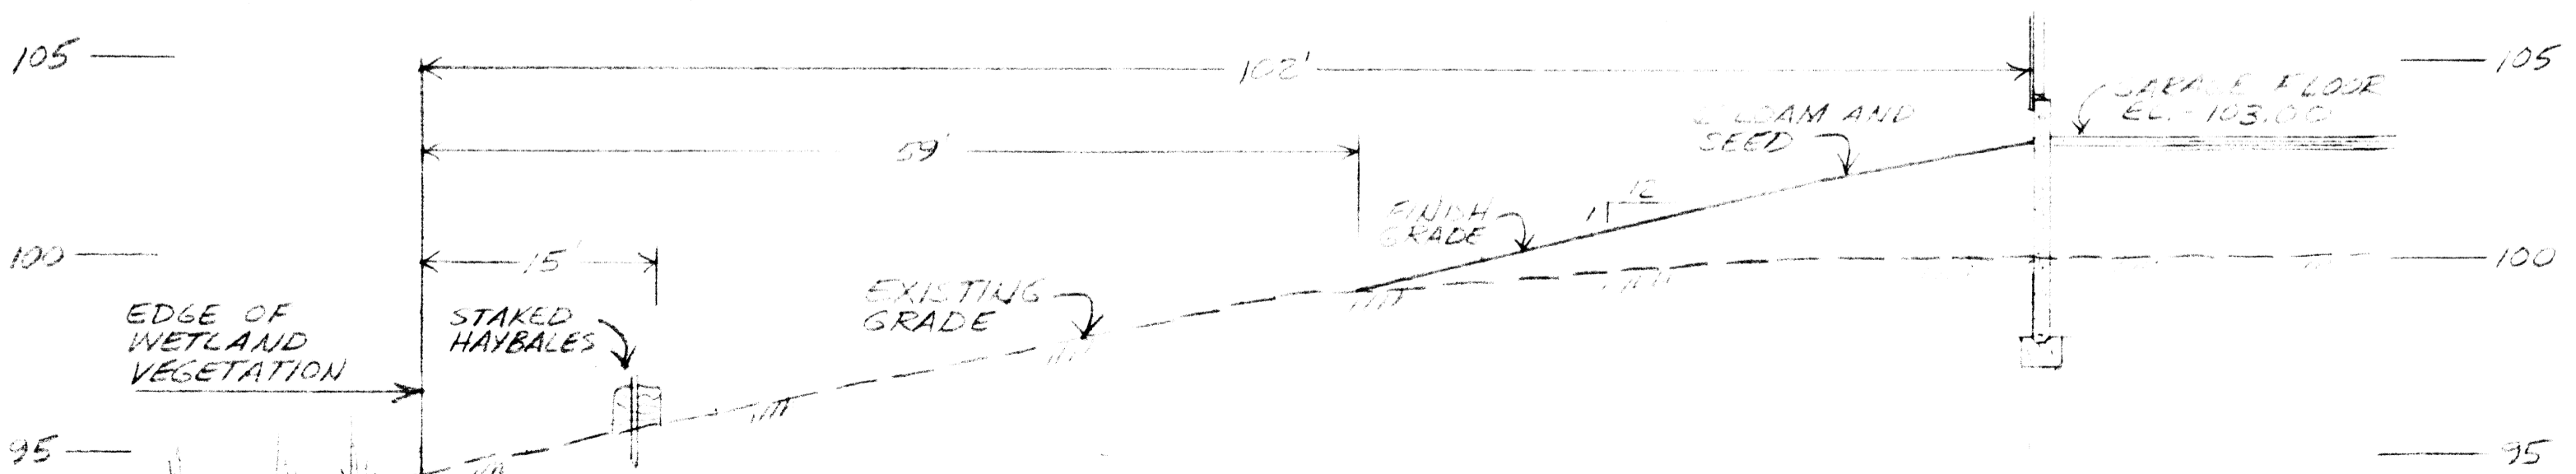 105
102'
105
GARAGE FLOOR
EL. - 103.00
LOAM AND
SEED
59'
12
1
FINISH
GRADE
100
15'
100
EXISTING
GRADE
EDGE OF
WETLAND
VEGETATION
STAKED
HAYBALES
95
95